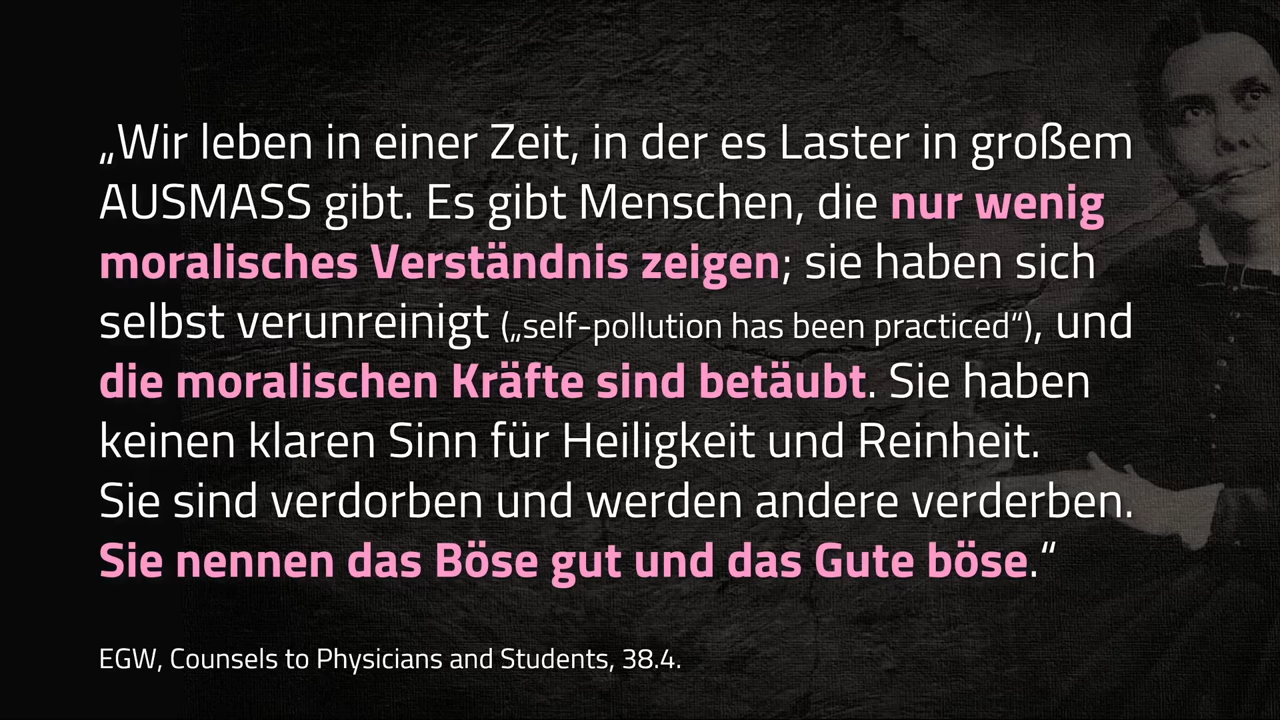 „Wir leben in einer Zeit, in der es Laster in großem
AUSMASS gibt. Es gibt Menschen, die nur wenig
moralisches Verständnis zeigen; sie haben sich
selbst verunreinigt („self-pollution has been practiced“), und
die moralischen Kräfte sind betäubt. Sie haben
keinen klaren Sinn für Heiligkeit und Reinheit.
Sie sind verdorben und werden andere verderben.
Sie nennen das Böse gut und das Gute böse.“
EGW, Counsels to Physicians and Students, 38.4.